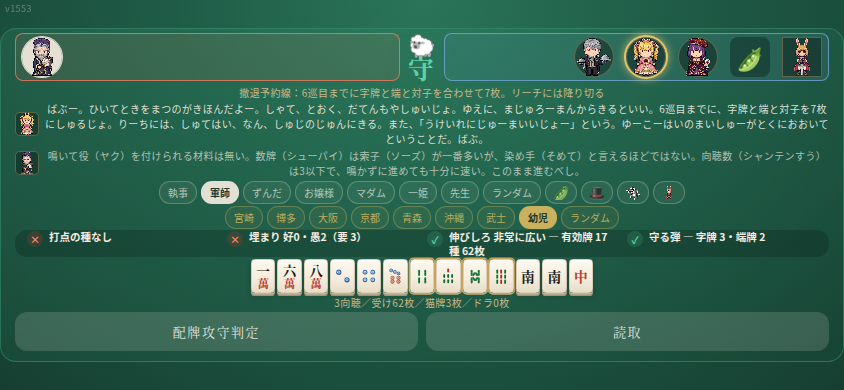 v1553
守
撤退予約線：6巡目までに字牌と端と対子を合わせて7枚。リーチには降り切る
ばぶー。ひいてときをまつのがきほんだよー。しゃて、とおく、だてんもやしゅいじょ。ゆえに、まじゅろーまんからきるといい。6巡目までに、字牌と端と対子を7枚
にしゅるじょ。りーちには、しゅてはい、なん、しゅじのじゅんにきる。また、「うけいれにじゅーまいいじょー」という。ゆーこーはいのまいしゅーがとくにおおいて
ということだ。ばぶ。
鳴いて役（ヤク）を付けられる材料は無い。数牌（シューパイ）は索子（ソーズ）が一番多いが、染め手（そめて）と言えるほどではない。向聴数（シャンテンすう）
は3以下で、鳴かずに進めても十分に速い。このまま進むべし。
執事 軍師 ずんだ お嬢様 マダム 一姫 先生 ランダム
宮崎 博多 大阪 京都 青森 沖縄 武士 幼児 ランダム
打点の種なし
埋まり 好0・愚2（要 3）
伸びしろ 非常に広い — 有効牌 17
種 62枚
守る弾 — 字牌 3・端牌 2
一萬 六萬 八萬 南 南 中
3向聴／受け62枚／猫牌3枚／ドラ0枚
配牌攻守判定
読取